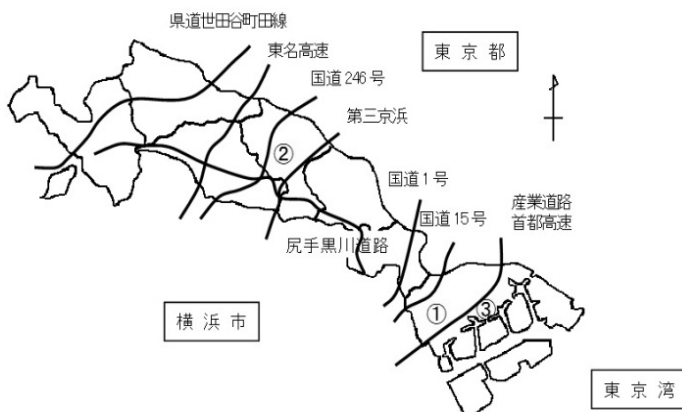 県道世田谷町田線
東名高速
東京都
国道246号
第三京浜
②
国道1号
国道15号
産業道路
首都高速
尻手黒川道路
横浜市
①
③
東京湾